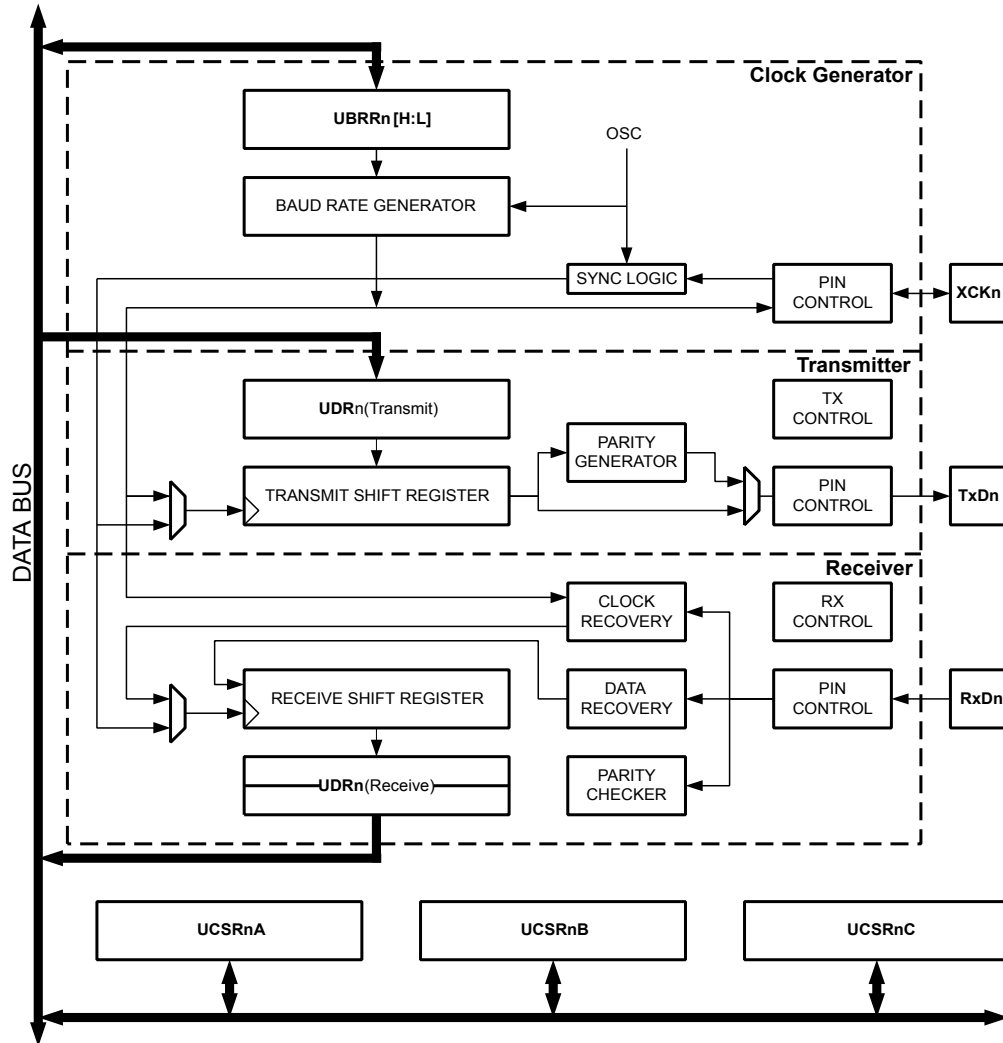 Clock Generator
UBRRn [H:L]
OSC
BAUD RATE GENERATOR
SYNC LOGIC
PIN
CONTROL
XCKn
Transmitter
UDRn(Transmit)
TX
CONTROL
PARITY
GENERATOR
TRANSMIT SHIFT REGISTER
PIN
CONTROL
TxDn
DATA BUS
Receiver
CLOCK
RECOVERY
RX
CONTROL
RECEIVE SHIFT REGISTER
DATA
RECOVERY
PIN
CONTROL
RxDn
UDRn(Receive)
PARITY
CHECKER
UCSRnA
UCSRnB
UCSRnC